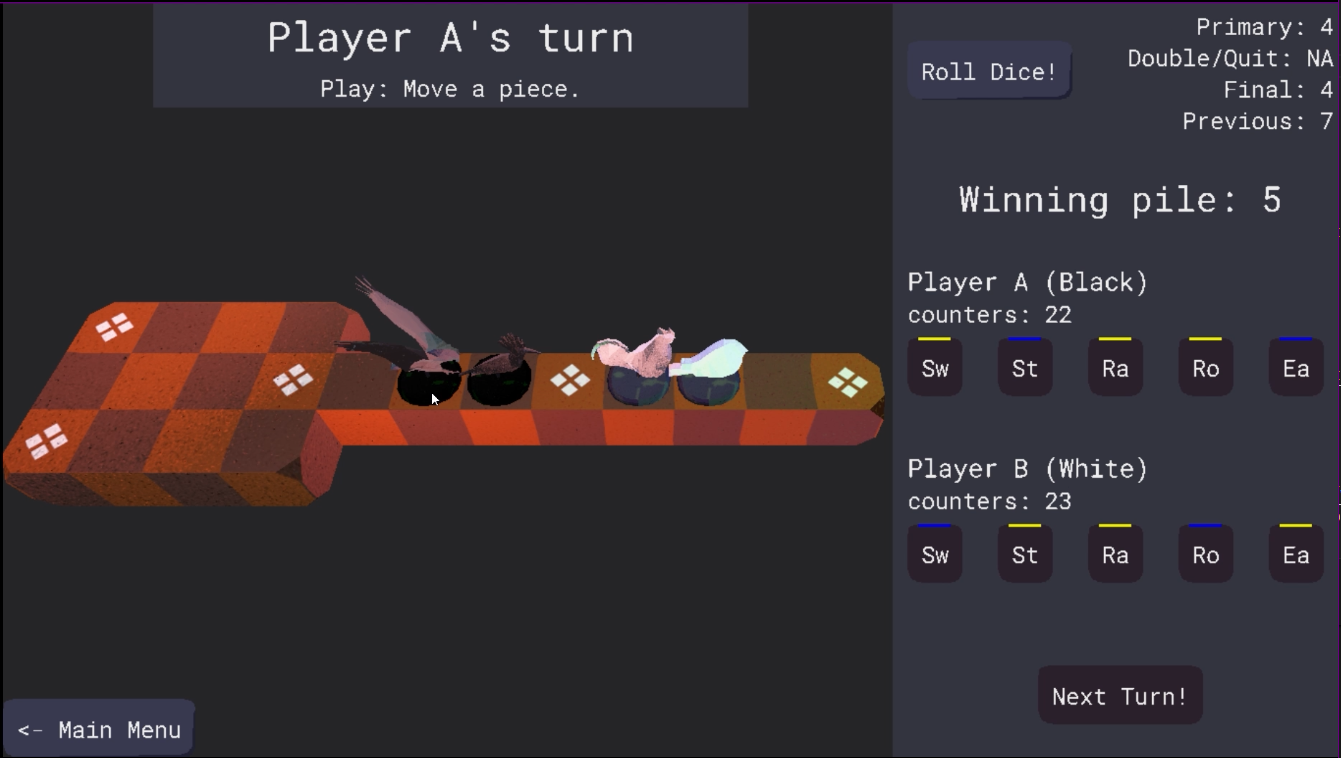 Player A's turn
Play: Move a piece.
Roll Dice!
Primary: 4
Double/Quit: NA
Final: 4
Previous: 7
Winning pile: 5
Player A (Black)
counters: 22
Sw St Ra Ro Ea
Player B (White)
counters: 23
Sw St Ra Ro Ea
Next Turn!
<- Main Menu